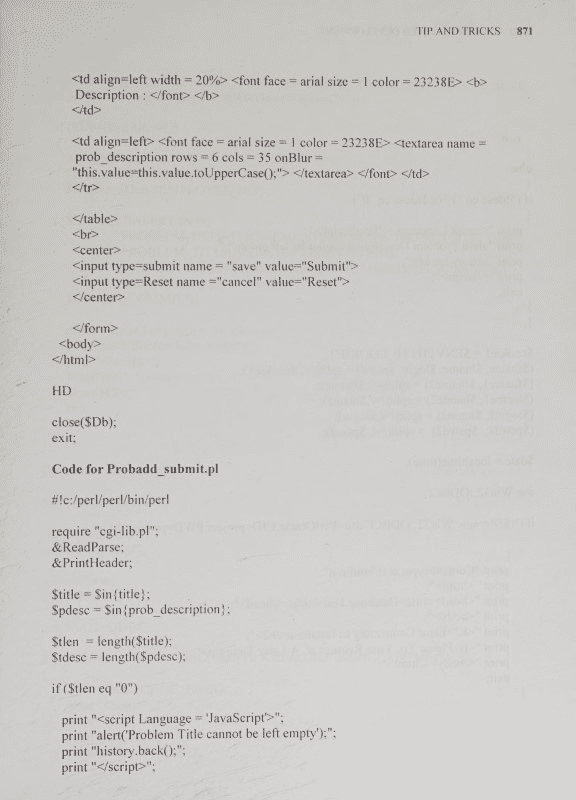 TIP AND TRICKS 871
<td align=left width = 20%> <font face = arial size = 1 color = 23238E> <b>
Description : </font> </b>
</td>
<td align=left> <font face = arial size = 1 color = 23238E> <textarea name =
prob_description rows = 6 cols = 35 onBlur =
"this.value=this.value.toUpperCase();"> </textarea> </font> </td>
</tr>
</table>
<br>
<center>
<input type=submit name = "save" value="Submit">
<input type=Reset name ="cancel" value="Reset">
</center>
</form>
<body>
</html>
HD
close($Db);
exit;
Code for Probadd_submit.pl
#!c:/perl/perl/bin/perl
require "cgi-lib.pl";
&ReadParse;
&PrintHeader;
$title = $in{title};
$pdesc = $in{prob_description};
$tlen = length($title);
$tdesc = length($pdesc);
if ($tlen eq "0")
print "<script Language = 'JavaScript'>";
print "alert('Problem Title cannot be left empty');";
print "history.back();";
print "</script>";